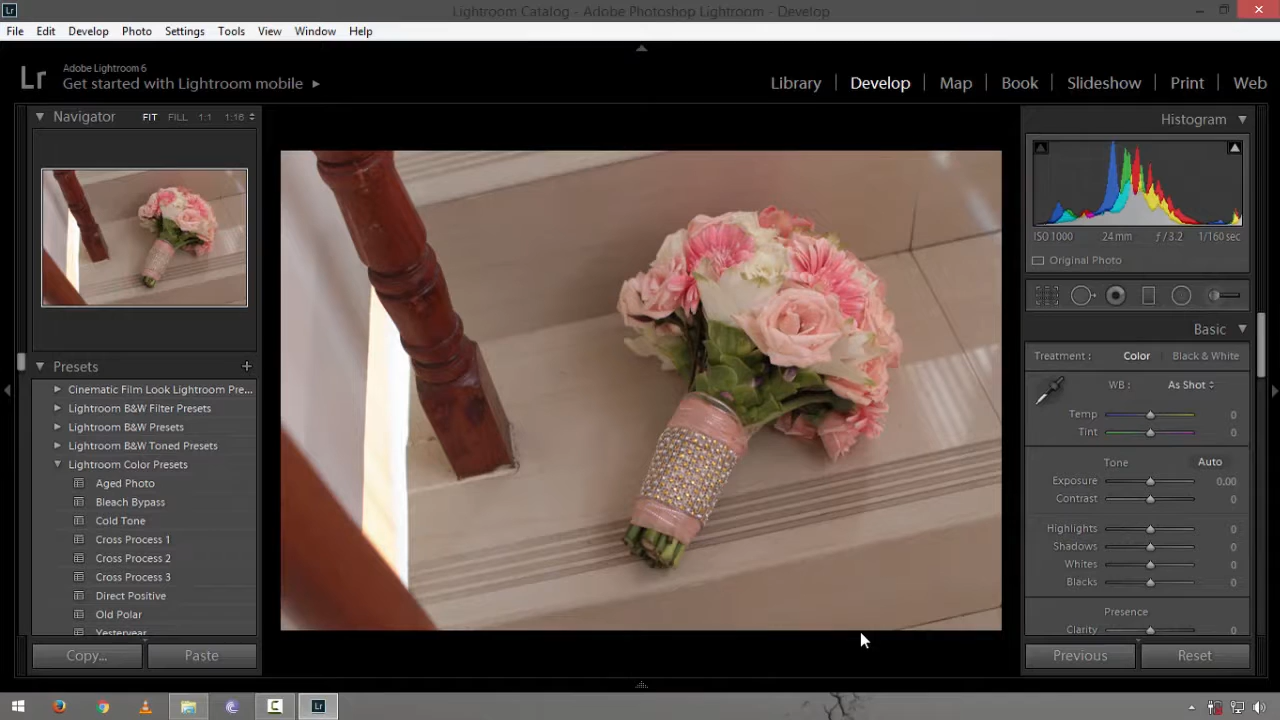 Lr
Lightroom Catalog - Adobe Photoshop Lightroom - Develop
File Edit Develop Photo Settings Tools View Window Help
Lr
Adobe Lightroom 6
Get started with Lightroom mobile
Library Develop Map Book Slideshow Print Web
Navigator FIT FILL 1:1 1:16
Presets +
Cinematic Film Look Lightroom Pre...
Lightroom B&W Filter Presets
Lightroom B&W Presets
Lightroom B&W Toned Presets
Lightroom Color Presets
Aged Photo
Bleach Bypass
Cold Tone
Cross Process 1
Cross Process 2
Cross Process 3
Direct Positive
Old Polar
Yesteryear
Copy... Paste
Histogram
ISO 1000 24mm ƒ / 3.2 1/160 sec
Original Photo
Basic
Treatment : Color Black & White
WB : As Shot
Temp 0
Tint 0
Tone Auto
Exposure 0.00
Contrast 0
Highlights 0
Shadows 0
Whites 0
Blacks 0
Presence
Clarity 0
Previous Reset
C Lr